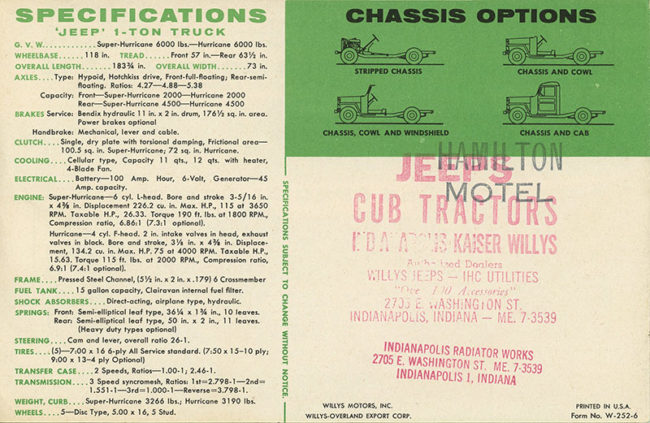 SPECIFICATIONS
'JEEP' 1-TON TRUCK
G. V. W. ............Super-Hurricane 6000 lbs.—Hurricane 6000 lbs.
WHEELBASE......118 in. TREAD.....Front 57 in.—Rear 63½ in.
OVERALL LENGTH.......183¾ in. OVERALL WIDTH.......73 in.
AXLES....Type: Hypoid, Hotchkiss drive, Front-full-floating; Rear-semi-
floating. Ratios: 4.27—4.88—5.38
Capacity: Front—Super-Hurricane 2000—Hurricane 2000
Rear—Super-Hurricane 4500—Hurricane 4500
BRAKES Service: Bendix hydraulic 11 in. x 2 in. drum, 176½ sq. in. area.
Power brakes optional
Handbrake: Mechanical, lever and cable.
CLUTCH....Single, dry plate with torsional damping, Frictional area—
100.5 sq. in. Super-Hurricane; 72 sq. in. Hurricane.
COOLING....Cellular type, Capacity 11 qts., 12 qts. with heater,
4-Blade Fan.
ELECTRICAL....Battery—100 Amp. Hour, 6-Volt, Generator—45
Amp. capacity.
ENGINE: Super-Hurricane—6 cyl. L-head. Bore and stroke 3-5/16 in.
x 4⅜ in. Displacement 226.2 cu. in. Max. H.P., 115 at 3650
RPM. Taxable H.P., 26.33. Torque 190 ft. lbs. at 1800 RPM.,
Compression ratio, 6.86:1 (7.3:1 optional).
Hurricane—4 cyl. F-head. 2 in. intake valves in head, exhaust
valves in block. Bore and stroke, 3⅛ in. x 4⅜ in. Displace-
ment, 134.2 cu. in. Max. H.P. 75 at 4000 RPM. Taxable H.P.,
15.63. Torque 115 ft. lbs. at 2000 RPM., Compression ratio,
6.9:1 (7.4:1 optional).
FRAME....Pressed Steel Channel, (5½ in. x 2 in. x .179) 6 Crossmember
FUEL TANK....15 gallon capacity, Clairavan internal fuel filter.
SHOCK ABSORBERS....Direct-acting, airplane type, hydraulic.
SPRINGS: Front: Semi-elliptical leaf type, 36¼ x 1¾ in., 10 leaves.
Rear: Semi-elliptical leaf type, 50 in. x 2 in., 11 leaves.
(Heavy duty types optional)
STEERING....Cam and lever, overall ratio 26-1.
TIRES....(5)—7:00 x 16 6-ply All Service standard. (7:50 x 15–10 ply;
9:00 x 13–4 ply Optional)
TRANSFER CASE....2 Speeds, Ratios—1.00-1; 2.46-1.
TRANSMISSION....3 Speed syncromesh, Ratios: 1st=2.798-1—2nd=
1.551-1—3rd=1.000-1—Reverse=3.798-1.
WEIGHT, CURB....Super-Hurricane 3266 lbs.; Hurricane 3190 lbs.
WHEELS....5—Disc Type, 5.00 x 16, 5 Stud.
SPECIFICATIONS SUBJECT TO CHANGE WITHOUT NOTICE.
CHASSIS OPTIONS
STRIPPED CHASSIS
CHASSIS AND COWL
CHASSIS, COWL AND WINDSHIELD
CHASSIS AND CAB
HAMILTON
MOTEL
JEEPS
CUB TRACTORS
KAISER WILLYS
Authorized Dealers
WILLYS JEEPS — IHC UTILITIES
"Over 100 Accessories"
2705 E. WASHINGTON ST.
INDIANAPOLIS, INDIANA — ME. 7-3539
INDIANAPOLIS RADIATOR WORKS
2705 E. WASHINGTON ST. ME. 7-3539
INDIANAPOLIS 1, INDIANA
WILLYS MOTORS, INC.
WILLYS-OVERLAND EXPORT CORP.
PRINTED IN U.S.A.
Form No. W-252-6